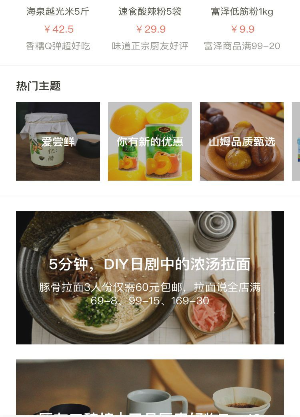 海泉越光米5斤
速食酸辣粉5袋
富泽低筋粉1kg
¥42.5
¥29.9
¥9.9
香糯Q弹超好吃
味道正宗厨友好评
富泽商品满99-20
热门主题
爱尝鲜
你有新的优惠
山姆品质甄选
5分钟，DIY日剧中的浓汤拉面
豚骨拉面3人份仅需60元包邮，拉面说全店满
69-8、99-15、169-30